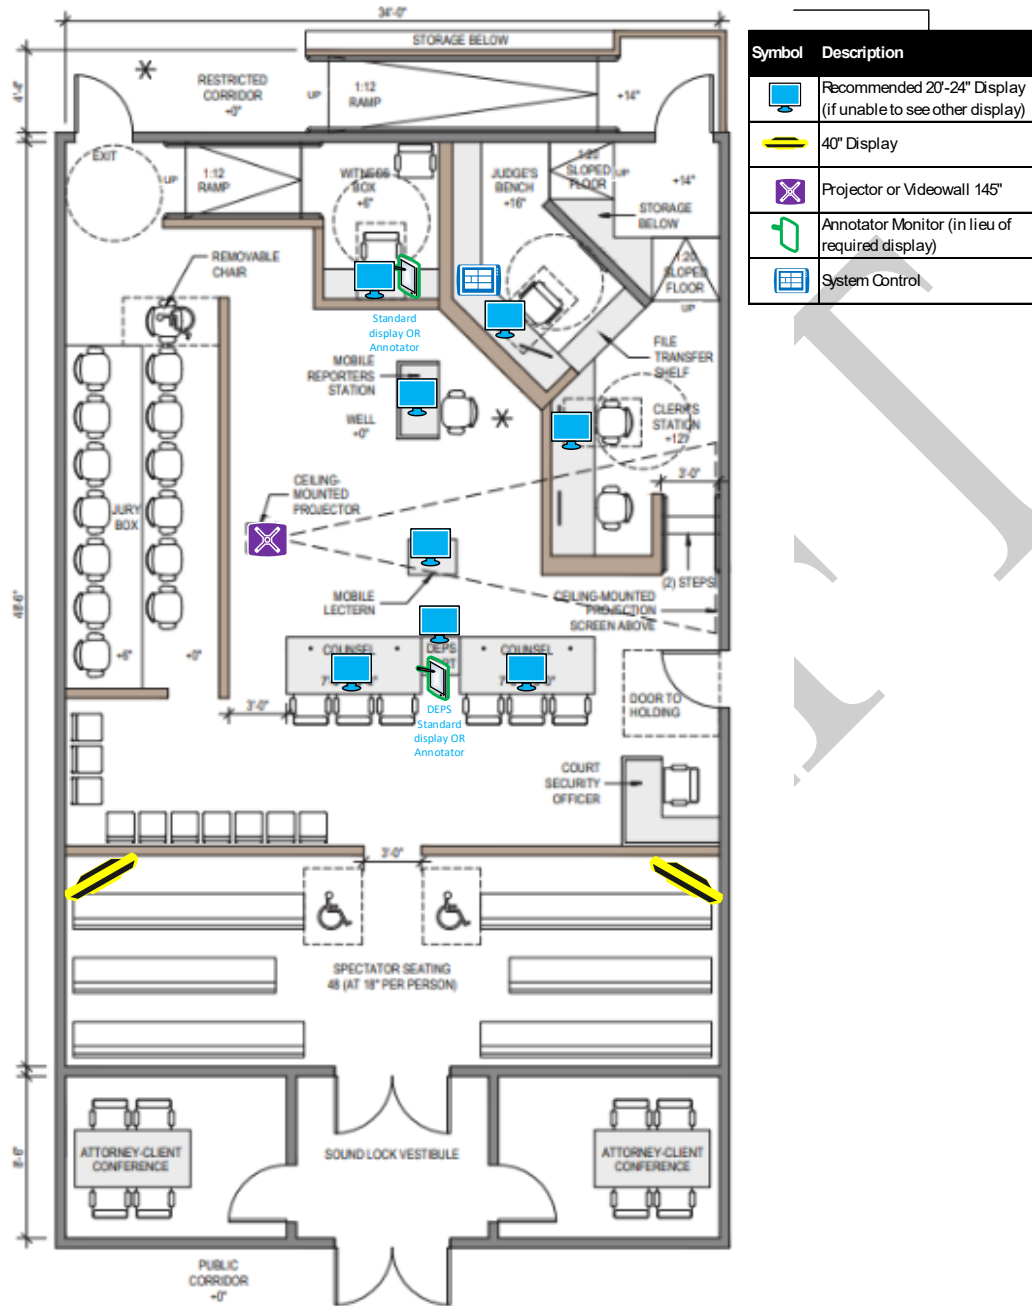 34'-0"
STORAGE BELOW
4'-4"
RESTRICTED
CORRIDOR
+0"
UP
1:12
RAMP
+14"
EXIT
UP
1:12
RAMP
WITNESS
BOX
+6"
JUDGE'S
BENCH
+16"
1:20
SLOPED
FLOOR
UP
+14"
STORAGE
BELOW
REMOVABLE
CHAIR
1:20
SLOPED
FLOOR
UP
Standard
display OR
Annotator
MOBILE
REPORTERS
STATION
WELL
+0"
FILE
TRANSFER
SHELF
CLERK'S
STATION
+12"
3'-0"
CEILING-
MOUNTED
PROJECTOR
JURY
BOX
(2) STEPS
MOBILE
LECTERN
CEILING-MOUNTED
PROJECTION
SCREEN ABOVE
48'-6"
+6"
+0"
COUNSEL
DEPS
COUNSEL
3'-0"
DEPS
Standard
display OR
Annotator
DOOR TO
HOLDING
COURT
SECURITY
OFFICER
3'-0"
SPECTATOR SEATING
48 (AT 18" PER PERSON)
8'-6"
ATTORNEY-CLIENT
CONFERENCE
SOUND LOCK VESTIBULE
ATTORNEY-CLIENT
CONFERENCE
PUBLIC
CORRIDOR
+0"
Symbol Description
Recommended 20'-24" Display
(if unable to see other display)
40" Display
Projector or Videowall 145"
Annotator Monitor (in lieu of
required display)
System Control